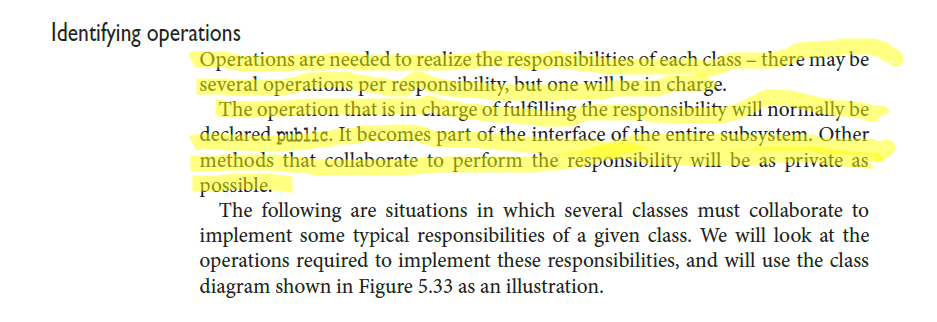 Identifying operations
Operations are needed to realize the responsibilities of each class – there may be
several operations per responsibility, but one will be in charge.
The operation that is in charge of fulfilling the responsibility will normally be
declared public. It becomes part of the interface of the entire subsystem. Other
methods that collaborate to perform the responsibility will be as private as
possible.
The following are situations in which several classes must collaborate to
implement some typical responsibilities of a given class. We will look at the
operations required to implement these responsibilities, and will use the class
diagram shown in Figure 5.33 as an illustration.